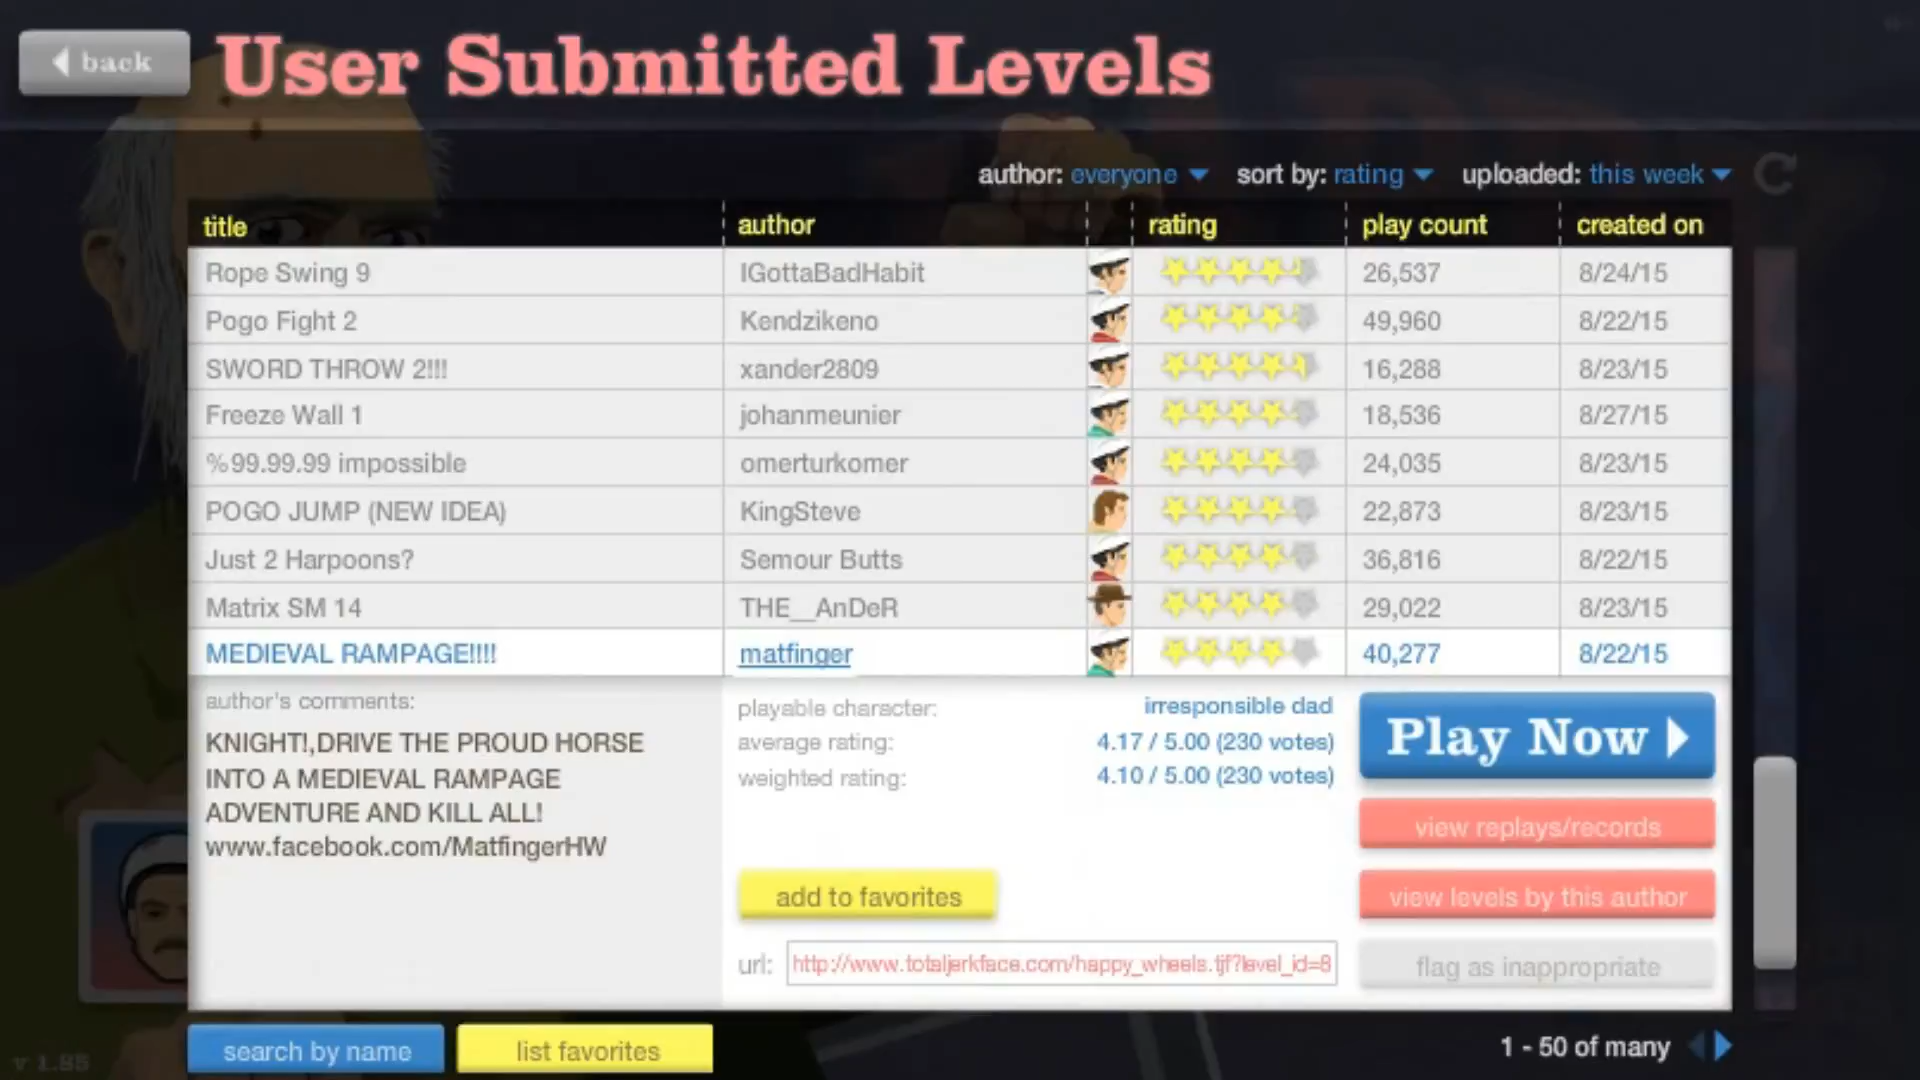 back
User Submitted Levels
author: everyone sort by: rating uploaded: this week
title author rating play count created on
Rope Swing 9 IGottaBadHabit 26,537 8/24/15
Pogo Fight 2 Kendzikeno 49,960 8/22/15
SWORD THROW 2!!! xander2809 16,288 8/23/15
Freeze Wall 1 johanmeunier 18,536 8/27/15
%99.99.99 impossible omerturkomer 24,035 8/23/15
POGO JUMP (NEW IDEA) KingSteve 22,873 8/23/15
Just 2 Harpoons? Semour Butts 36,816 8/22/15
Matrix SM 14 THE__AnDeR 29,022 8/23/15
MEDIEVAL RAMPAGE!!!! matfinger 40,277 8/22/15
author's comments:
KNIGHT!,DRIVE THE PROUD HORSE
INTO A MEDIEVAL RAMPAGE
ADVENTURE AND KILL ALL!
www.facebook.com/MatfingerHW
playable character: irresponsible dad
average rating: 4.17 / 5.00 (230 votes)
weighted rating: 4.10 / 5.00 (230 votes)
add to favorites
url: http://www.totaljerkface.com/happy_wheels.tjf?level_id=8
Play Now
view replays/records
view levels by this author
flag as inappropriate
search by name
list favorites
1 - 50 of many
v 1.85